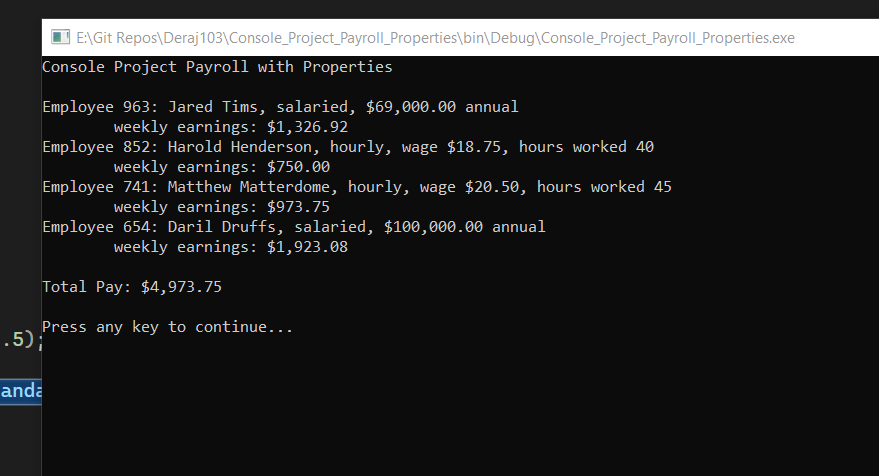 E:\Git Repos\Deraj103\Console_Project_Payroll_Properties\bin\Debug\Console_Project_Payroll_Properties.exe
Console Project Payroll with Properties
Employee 963: Jared Tims, salaried, $69,000.00 annual
weekly earnings: $1,326.92
Employee 852: Harold Henderson, hourly, wage $18.75, hours worked 40
weekly earnings: $750.00
Employee 741: Matthew Matterdome, hourly, wage $20.50, hours worked 45
weekly earnings: $973.75
Employee 654: Daril Druffs, salaried, $100,000.00 annual
weekly earnings: $1,923.08
Total Pay: $4,973.75
Press any key to continue...
.5);
anda